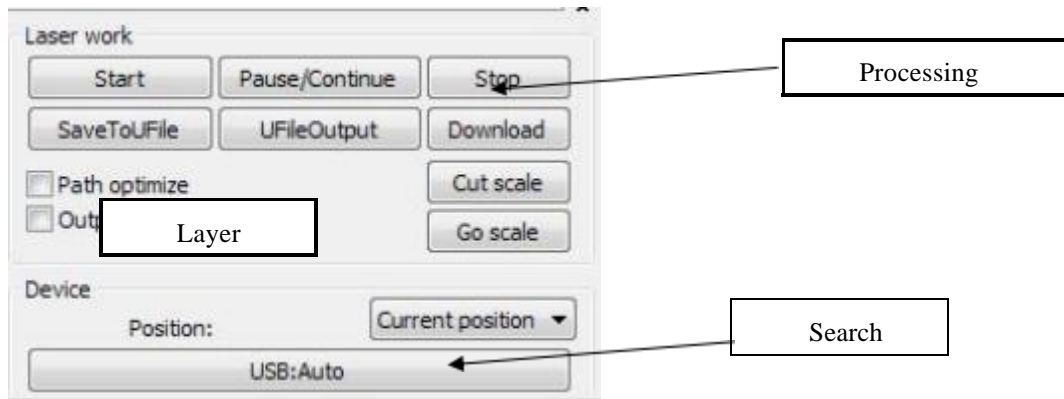 Laser work
Start Pause/Continue Stop Processing
SaveToUFile UFileOutput Download
Path optimize Cut scale
Layer Go scale
Device
Position: Current position
USB:Auto Search